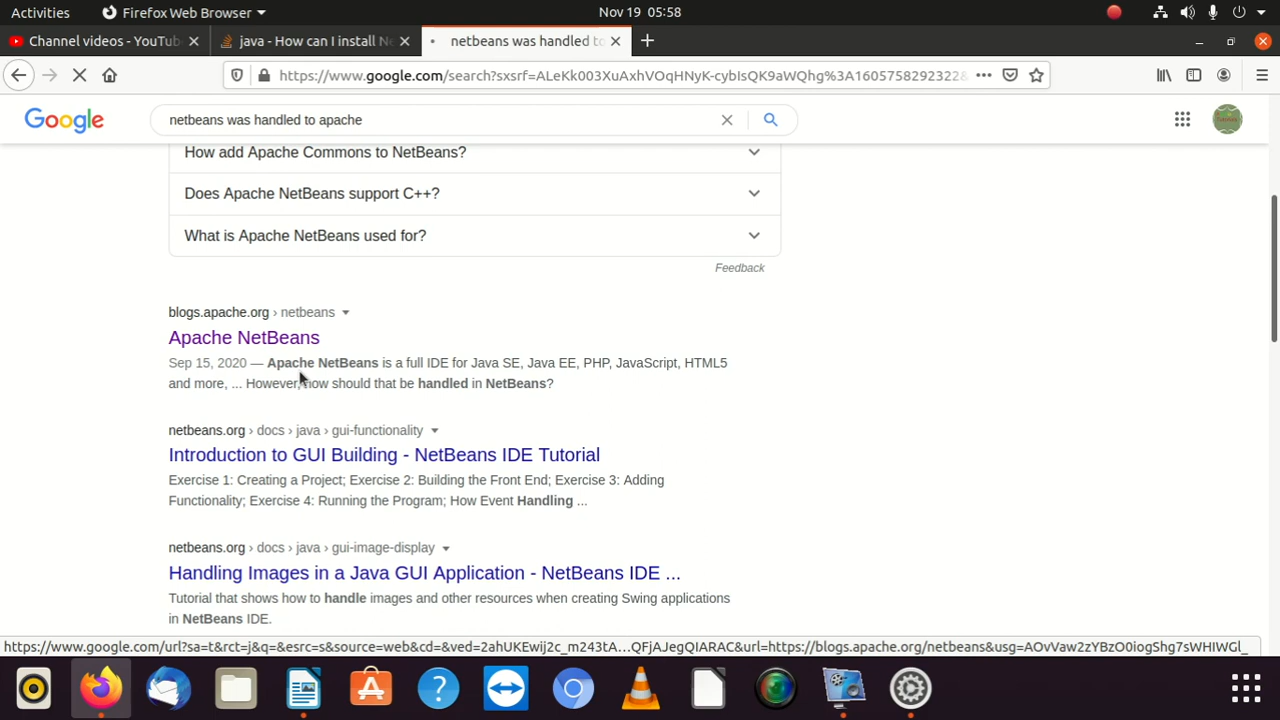 Activities
Firefox Web Browser
Nov 19 05:58
Channel videos - YouTub
java - How can I install Ne
netbeans was handled to
https://www.google.com/search?sxsrf=ALeKk003XuAxhVOqHNyK-cybIsQK9aWQhg%3A1605758292322&
Google
netbeans was handled to apache
How add Apache Commons to NetBeans?
Does Apache NetBeans support C++?
What is Apache NetBeans used for?
Feedback
blogs.apache.org › netbeans
Apache NetBeans
Sep 15, 2020 — Apache NetBeans is a full IDE for Java SE, Java EE, PHP, JavaScript, HTML5
and more, ... However, how should that be handled in NetBeans?
netbeans.org › docs › java › gui-functionality
Introduction to GUI Building - NetBeans IDE Tutorial
Exercise 1: Creating a Project; Exercise 2: Building the Front End; Exercise 3: Adding
Functionality; Exercise 4: Running the Program; How Event Handling ...
netbeans.org › docs › java › gui-image-display
Handling Images in a Java GUI Application - NetBeans IDE ...
Tutorial that shows how to handle images and other resources when creating Swing applications
in NetBeans IDE.
https://www.google.com/url?sa=t&rct=j&q=&esrc=s&source=web&cd=&ved=2ahUKEwij2c_m243tA…QFjAJegQIARAC&url=https://blogs.apache.org/netbeans&usg=AOvVaw2zYBzO0iogShg7sWHIWGl_